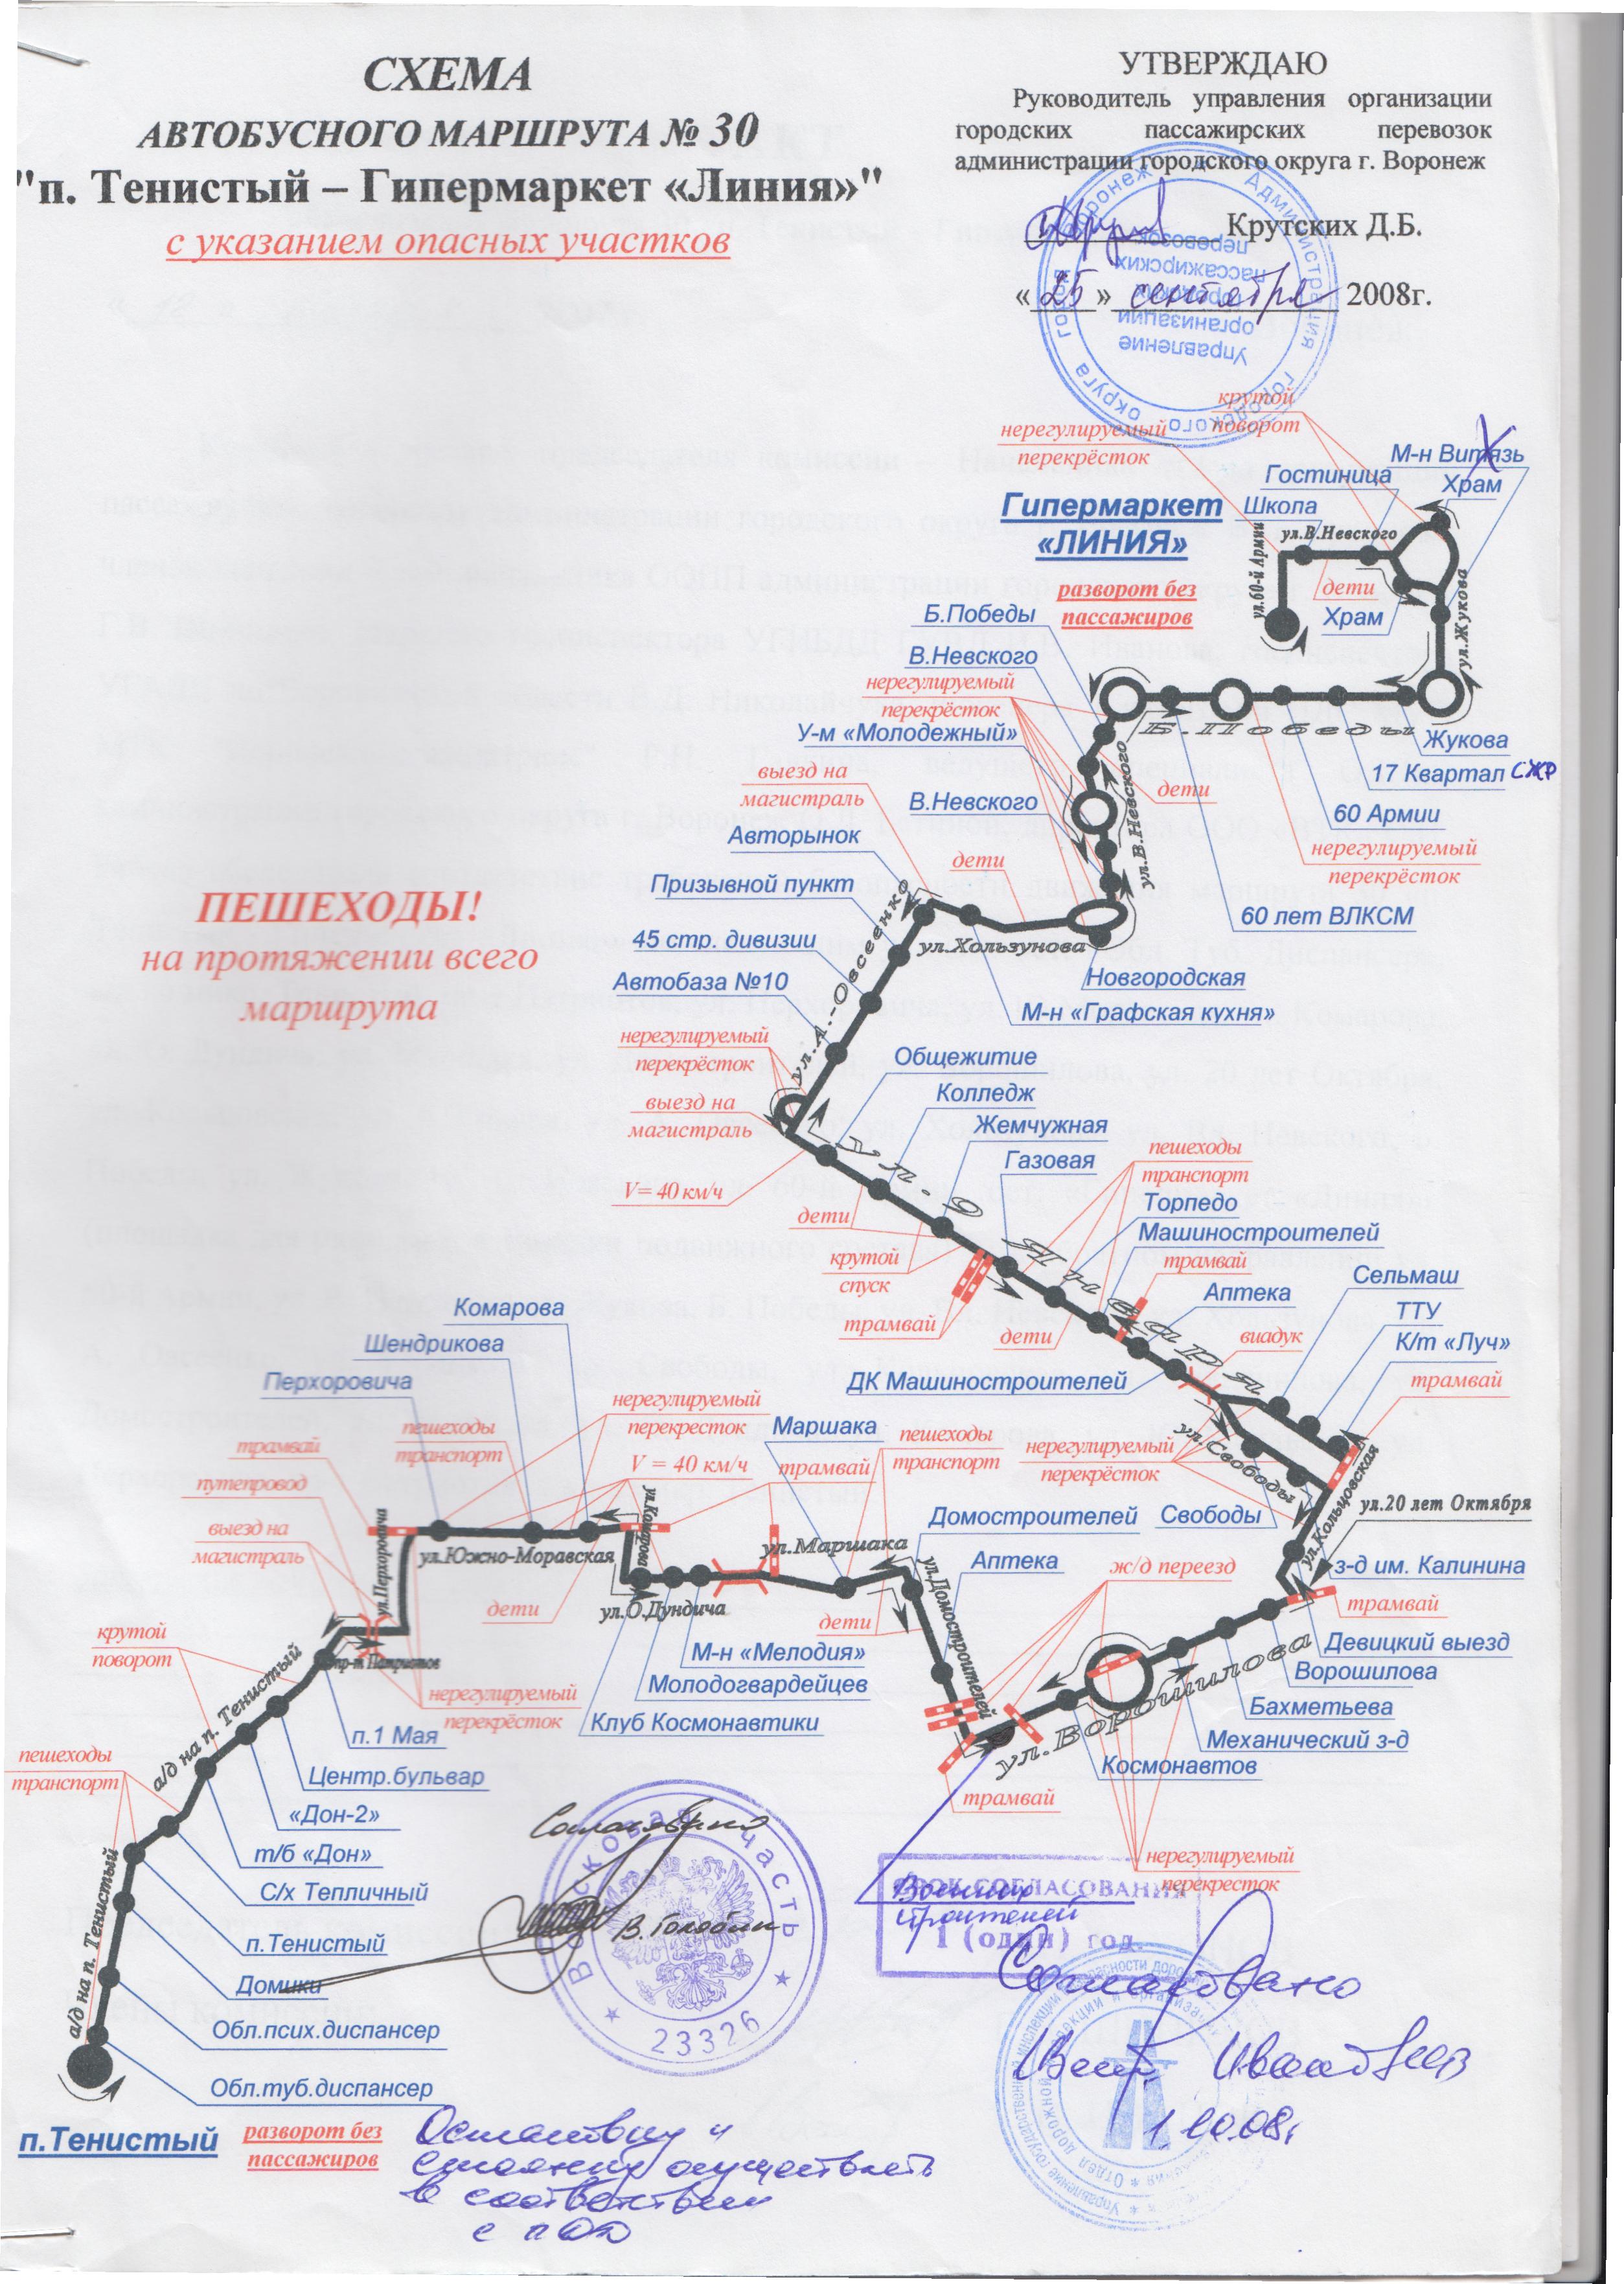 СХЕМА
АВТОБУСНОГО МАРШРУТА № 30
"п. Тенистый – Гипермаркет «Линия»"
с указанием опасных участков
УТВЕРЖДАЮ
Руководитель управления организации
городских пассажирских перевозок
администрации городского округа г. Воронеж
Крутских Д.Б.
« 25 » сентября 2008г.
Управление
организации
городских
пассажирских
перевозок
крутой
поворот
нерегулируемый
перекрёсток
М-н Витязь
Храм
Гостиница
Школа
Гипермаркет
«ЛИНИЯ»
ул.60-й Армии
ул.В.Невского
дети
Храм
ул.Жукова
разворот без
пассажиров
Б.Победы
В.Невского
нерегулируемый
перекрёсток
У-м «Молодежный»
Б.Победы
Жукова
17 Квартал СЖР
60 Армии
нерегулируемый
перекрёсток
60 лет ВЛКСМ
выезд на
магистраль
В.Невского
дети
ул.В.Невского
Авторынок
дети
Призывной пункт
45 стр. дивизии
Автобаза №10
ул.А.-Овсеенко
ул.Хользунова
Новгородская
М-н «Графская кухня»
ПЕШЕХОДЫ!
на протяжении всего
маршрута
нерегулируемый
перекрёсток
выезд на
магистраль
V= 40 км/ч
Общежитие
Колледж
Жемчужная
Газовая
ул. 9 Января
пешеходы
транспорт
Торпедо
Машиностроителей
дети
крутой
спуск
трамвай
дети
трамвай
Аптека
Сельмаш
ТТУ
К/т «Луч»
виадук
трамвай
ДК Машиностроителей
Комарова
Шендрикова
Перхоровича
нерегулируемый
перекресток
Маршака
пешеходы
транспорт
нерегулируемый
перекрёсток
ул.Свободы
Свободы
ул.Кольцовская
ул.20 лет Октября
трамвай
путепровод
выезд на
магистраль
пешеходы
транспорт
V = 40 км/ч
трамвай
ул.Перхоровича
ул.Южно-Моравская
ул.Комарова
ул.Маршака
Домостроителей
Аптека
ул.Домостроителей
ж/д переезд
з-д им. Калинина
трамвай
дети
ул.О.Дундича
дети
М-н «Мелодия»
Молодогвардейцев
Клуб Космонавтики
Девицкий выезд
Ворошилова
Бахметьева
Механический з-д
Космонавтов
ул.Ворошилова
трамвай
нерегулируемый
перекресток
крутой
поворот
пр-т Патриотов
нерегулируемый
перекрёсток
а/д на п. Тенистый
п.1 Мая
Центр.бульвар
«Дон-2»
т/б «Дон»
С/х Тепличный
п.Тенистый
Домики
Обл.псих.диспансер
Обл.туб.диспансер
пешеходы
транспорт
а/д на п. Тенистый
п.Тенистый
разворот без
пассажиров
Согласовано
В. Голобин
Войсковая часть
23326
СРОК СОГЛАСОВАНИЯ
1 (один) год.
Военных
строителей
Согласовано
1.10.08г
Остановку и
стоянку осуществлять
в соответствии
с ПДД